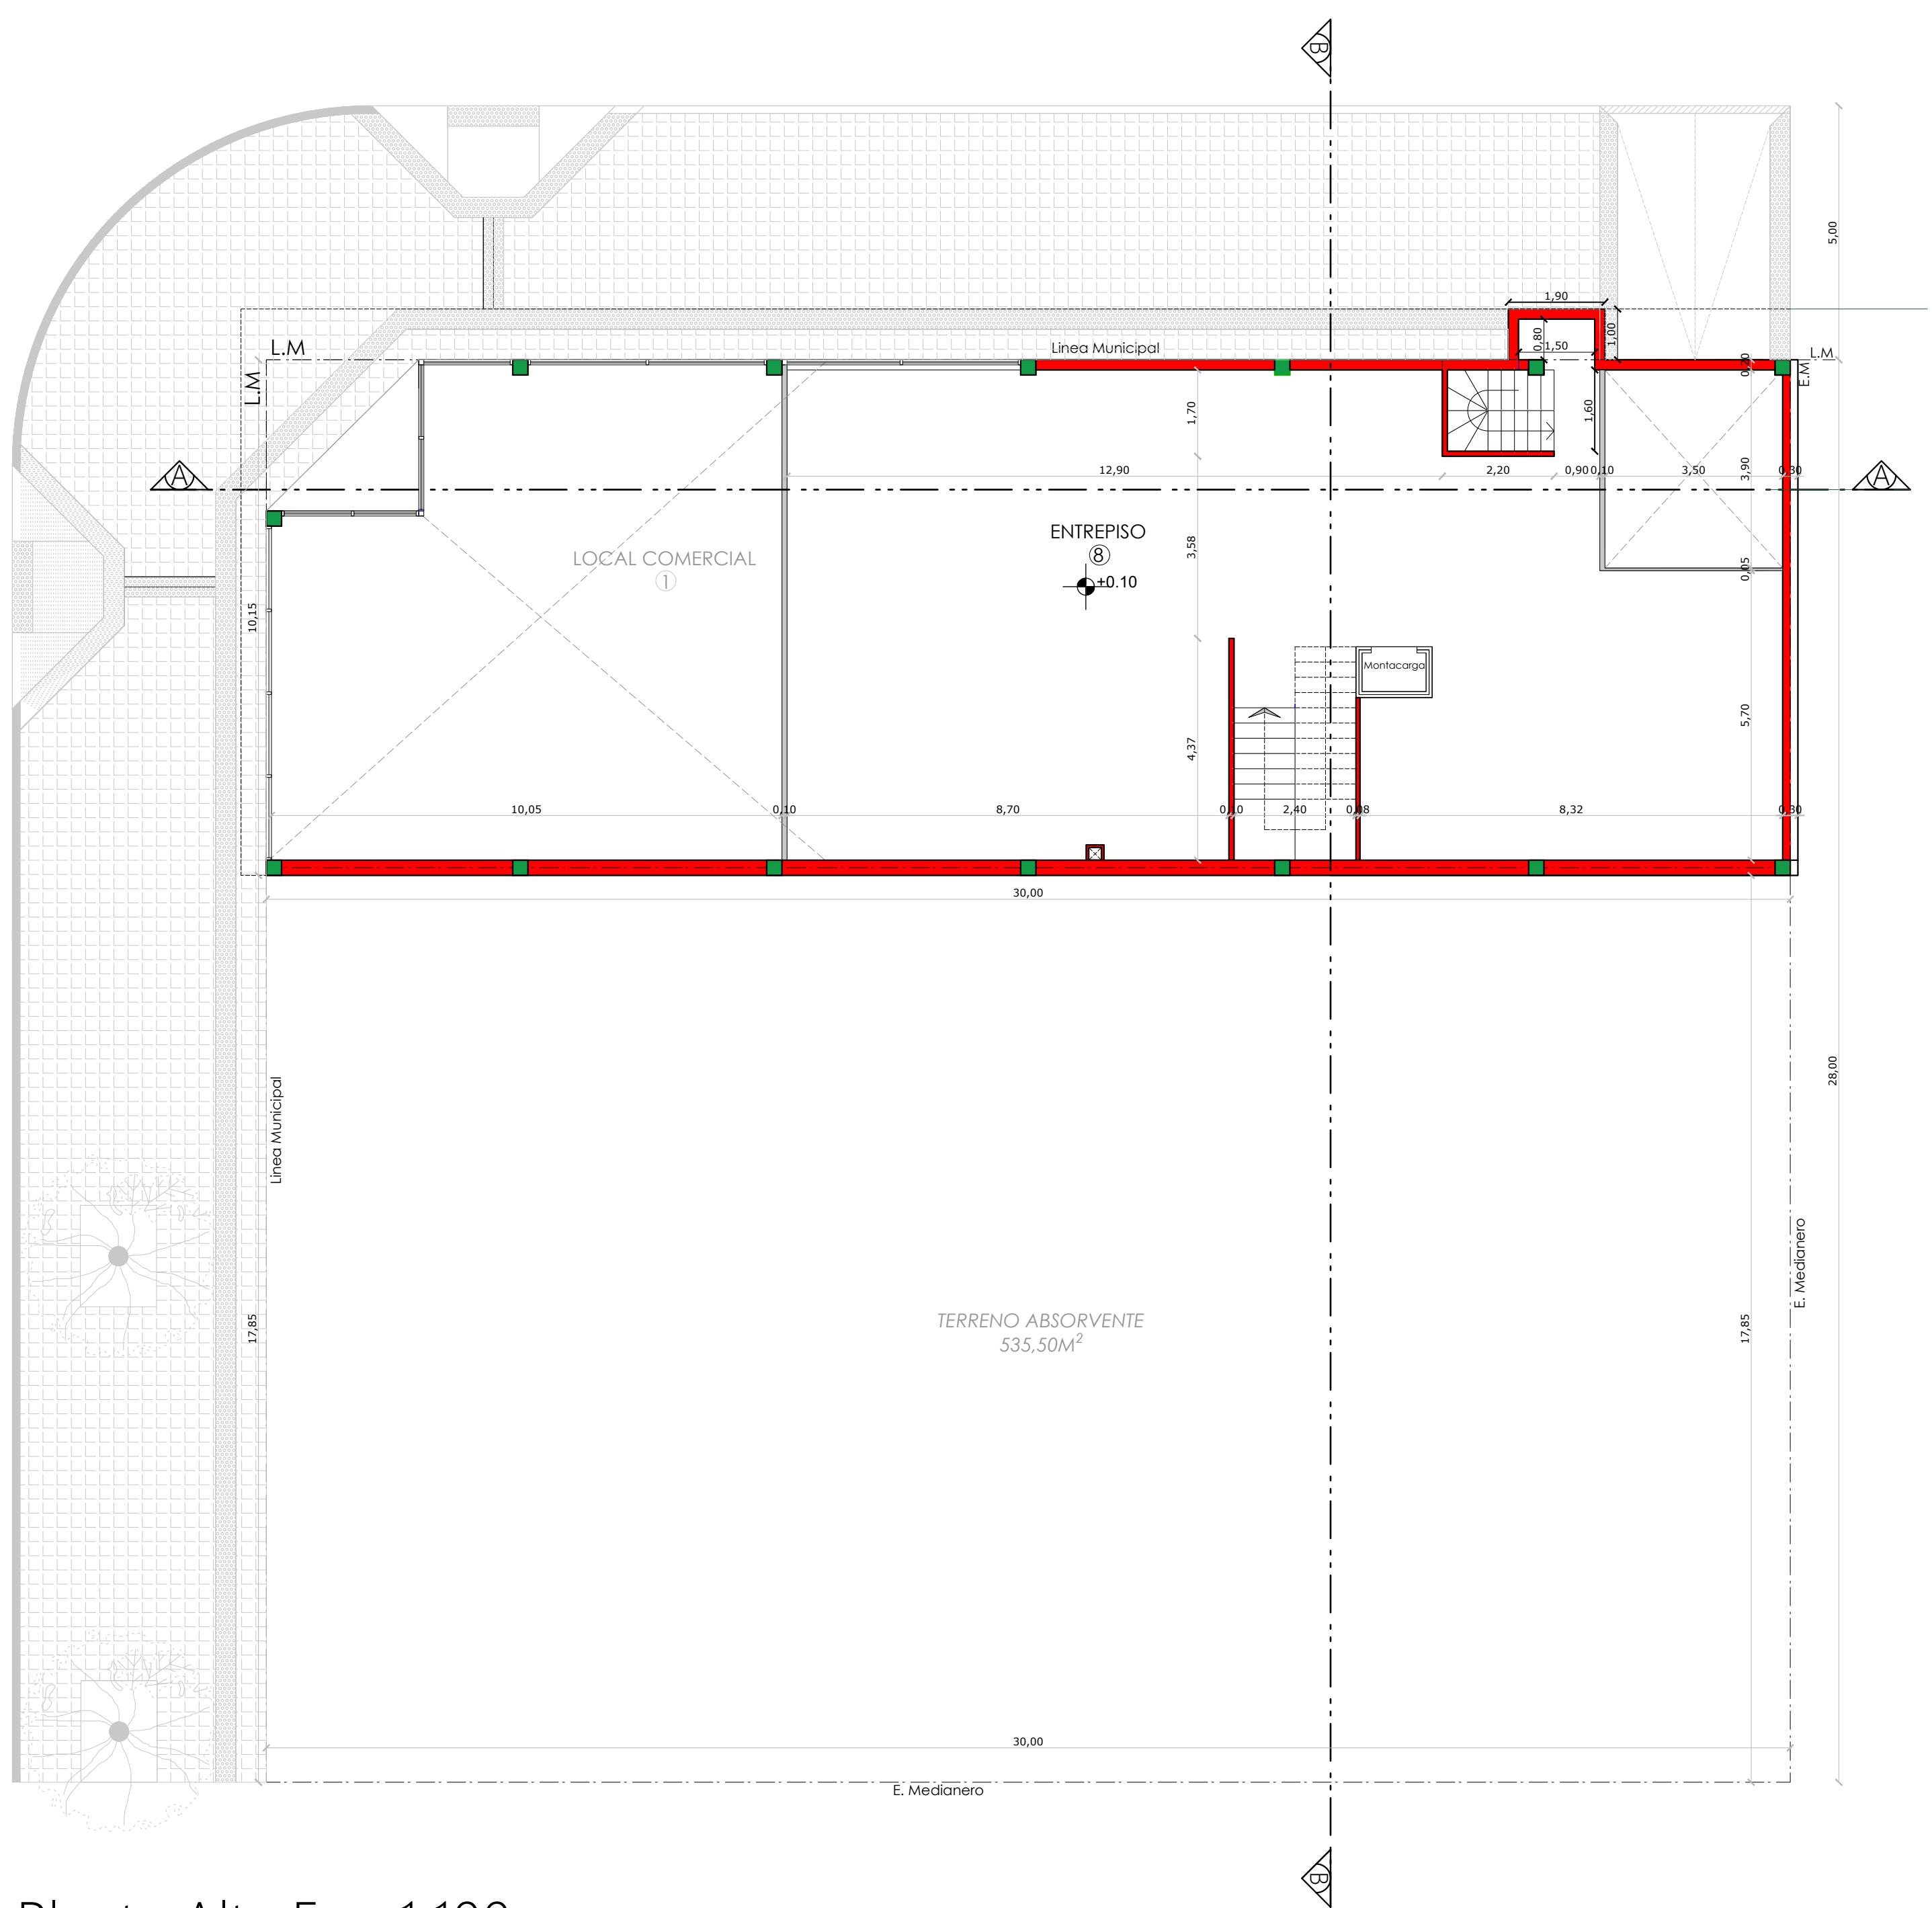 B
5,00
1,90
0,80
1,00
1,50
L.M
L.M
Linea Municipal
L.M
E.M
0,20
1,70
1,60
12,90
2,20
0,90
0,10
3,50
3,90
0,30
A
A
ENTREPISO
8
+0.10
LOCAL COMERCIAL
1
3,58
0,05
10,15
Montacarga
5,70
4,37
10,05
0,10
8,70
0,10
2,40
0,08
8,32
0,30
30,00
28,00
Linea Municipal
E. Medianero
TERRENO ABSORVENTE
535,50M²
17,85
17,85
30,00
E. Medianero
B